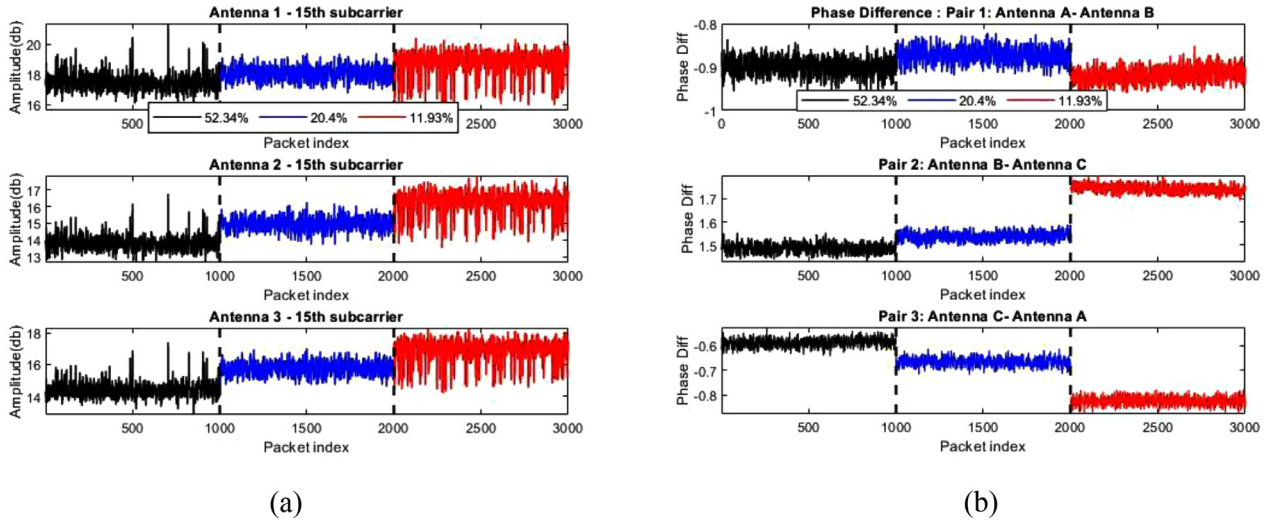 Antenna 1 - 15th subcarrier
Amplitude(db)
20
18
16
500 1000 1500 2000 2500 3000
52.34% 20.4% 11.93%
Packet index
Antenna 2 - 15th subcarrier
Amplitude(db)
17
16
15
14
13
500 1000 1500 2000 2500 3000
Packet index
Antenna 3 - 15th subcarrier
Amplitude(db)
18
16
14
500 1000 1500 2000 2500 3000
Packet index
(a)
Phase Difference : Pair 1: Antenna A- Antenna B
Phase Diff
-0.8
-0.9
-1
0 500 1000 1500 2000 2500 3000
52.34% 20.4% 11.93%
Packet index
Pair 2: Antenna B- Antenna C
Phase Diff
1.7
1.6
1.5
500 1000 1500 2000 2500 3000
Packet index
Pair 3: Antenna C- Antenna A
Phase Diff
-0.6
-0.7
-0.8
500 1000 1500 2000 2500 3000
Packet index
(b)